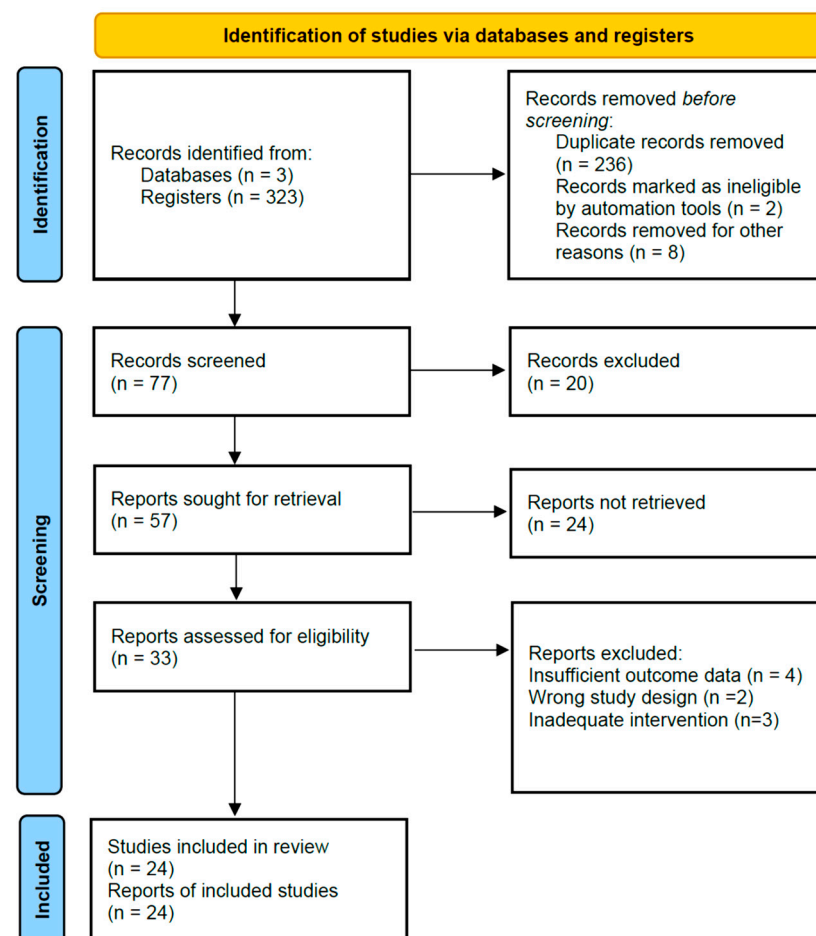 Identification of studies via databases and registers
Identification
Records identified from:
Databases (n = 3)
Registers (n = 323)
Records removed before
screening:
Duplicate records removed
(n = 236)
Records marked as ineligible
by automation tools (n = 2)
Records removed for other
reasons (n = 8)
Screening
Records screened
(n = 77)
Records excluded
(n = 20)
Reports sought for retrieval
(n = 57)
Reports not retrieved
(n = 24)
Reports assessed for eligibility
(n = 33)
Reports excluded:
Insufficient outcome data (n = 4)
Wrong study design (n =2)
Inadequate intervention (n=3)
Included
Studies included in review
(n = 24)
Reports of included studies
(n = 24)